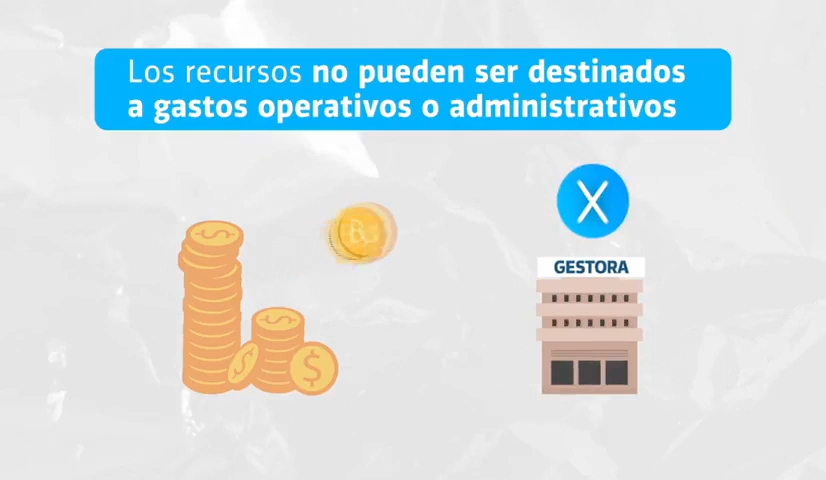 Los recursos no pueden ser destinados
a gastos operativos o administrativos
X
GESTORA
$
$
$
$